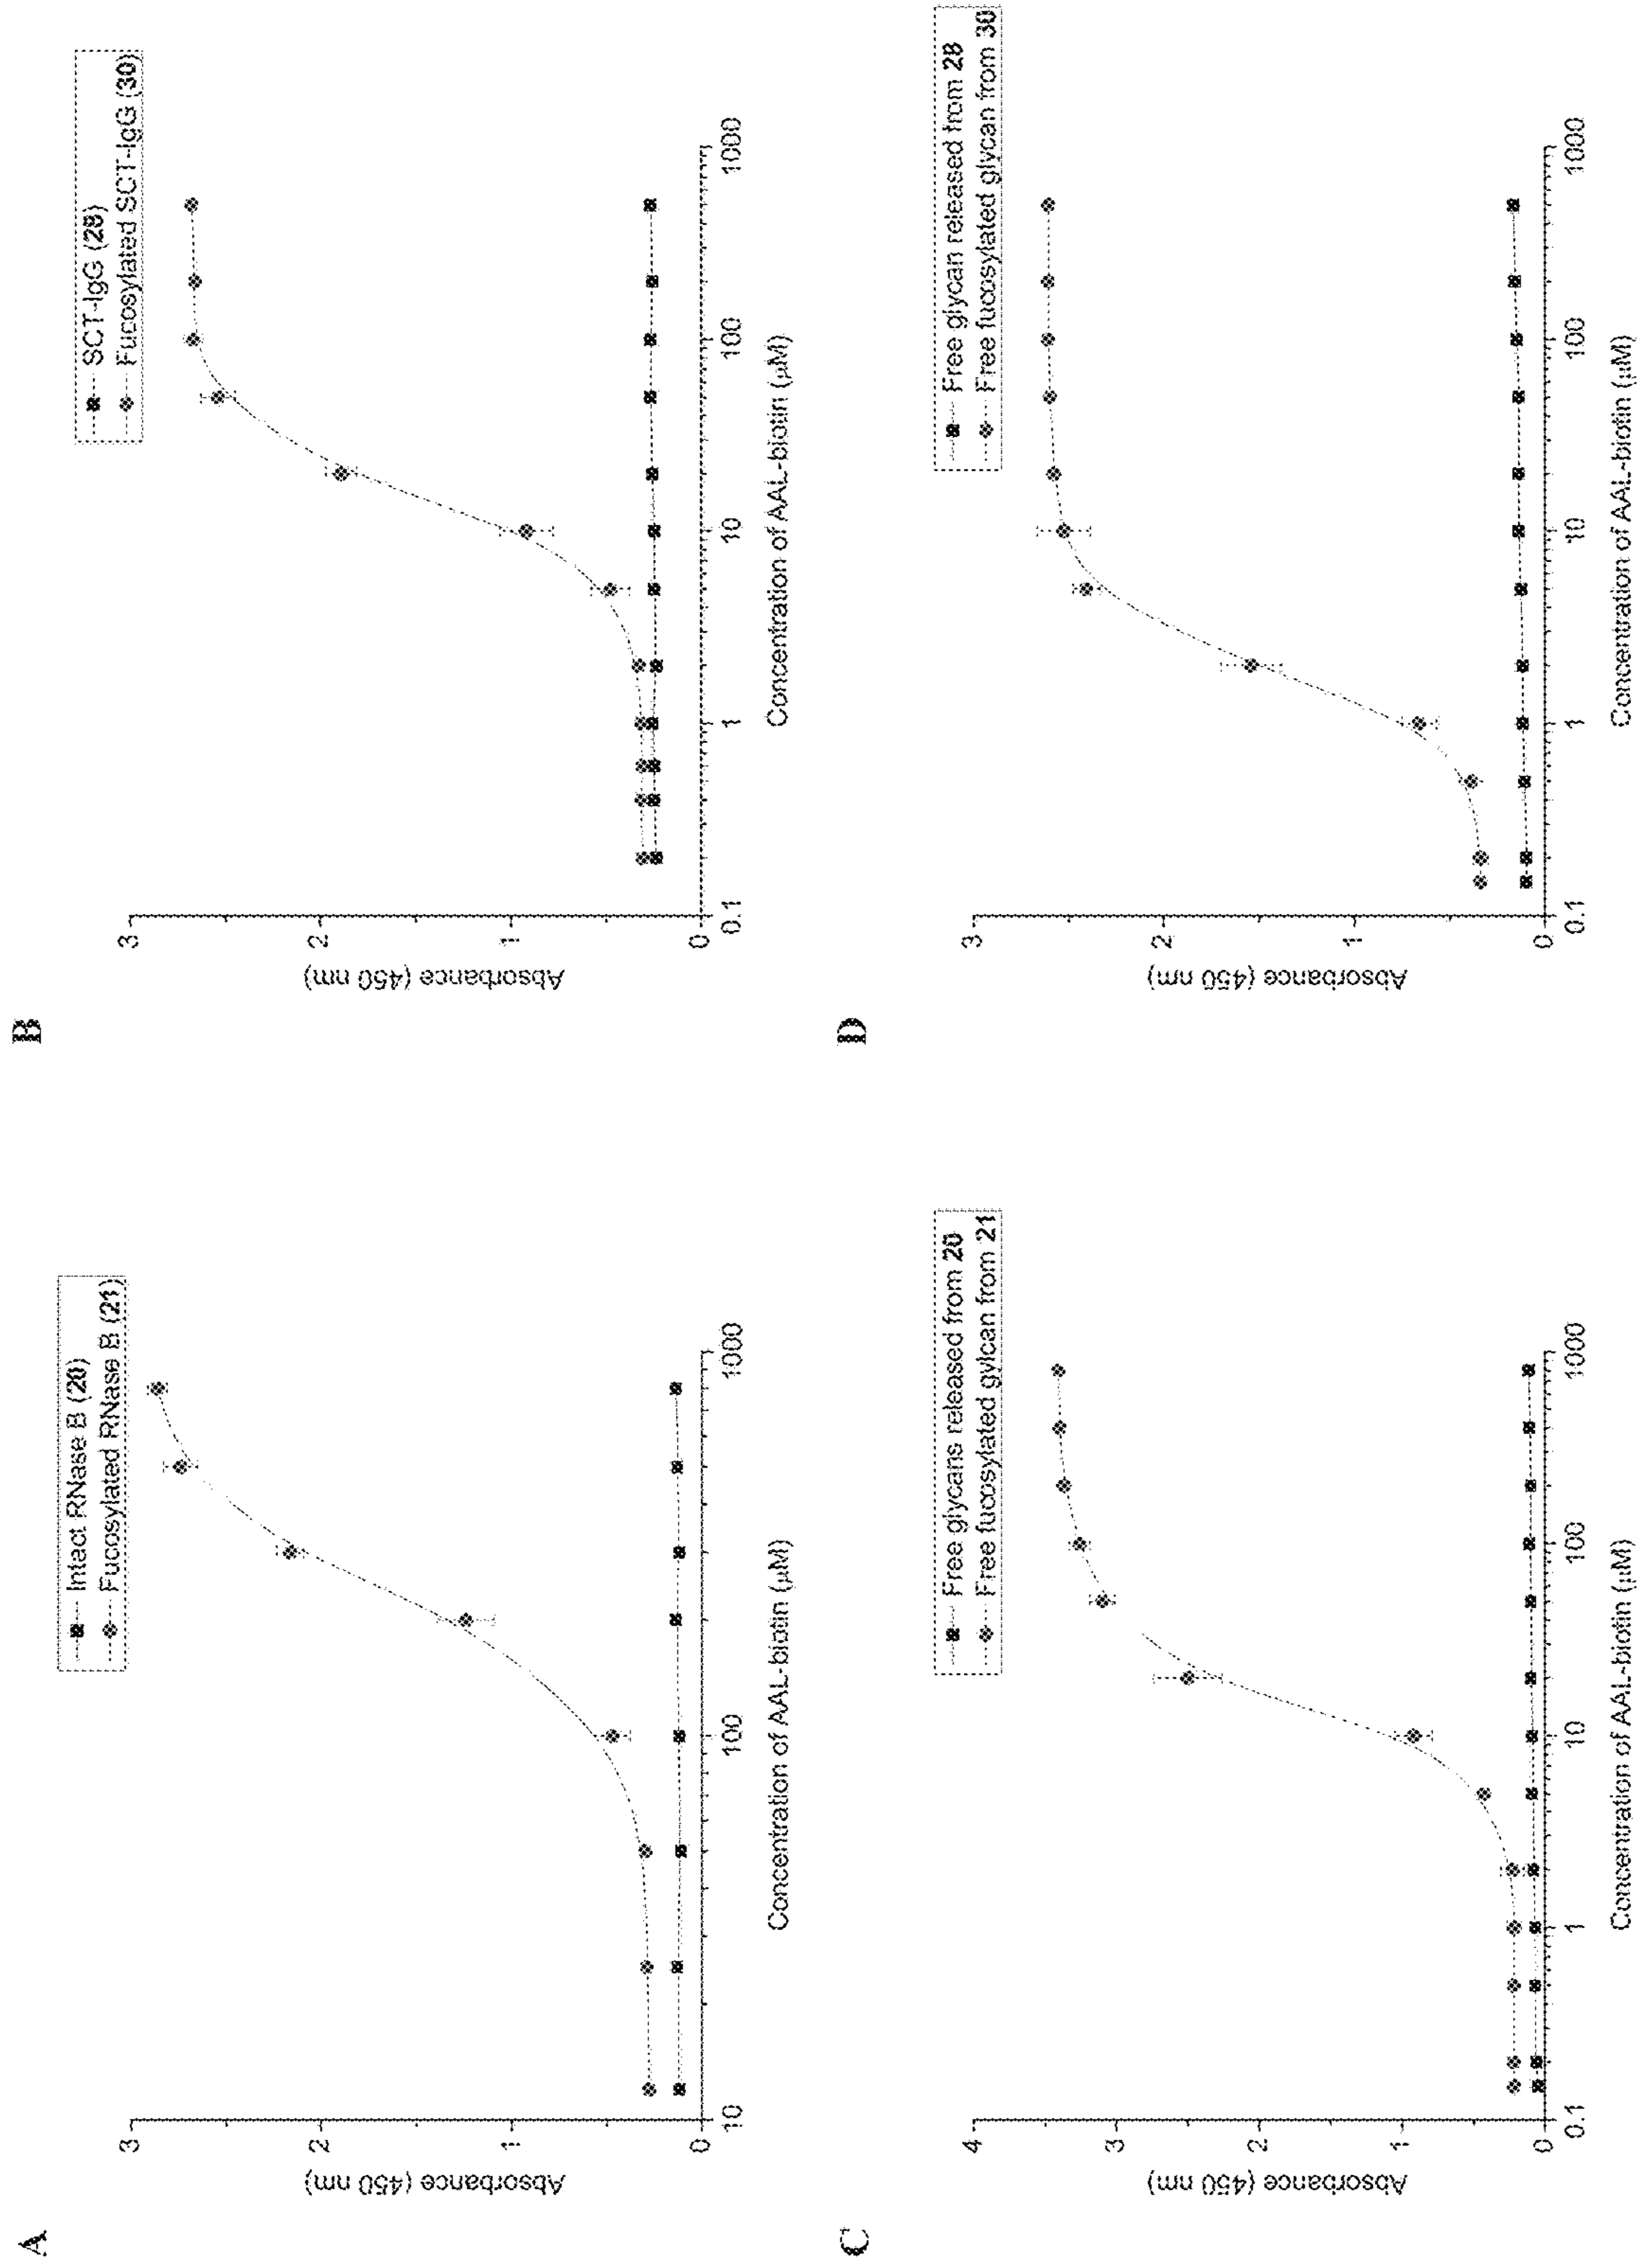 A
Absorbance (450 nm)
3
2
1
0
10
100
1000
Concentration of AAL-biotin (μM)
Intact RNase B (20)
Fucosylated RNase B (21)
B
Absorbance (450 nm)
3
2
1
0
0.1
1
10
100
1000
Concentration of AAL-biotin (μM)
SCT-IgG (28)
Fucosylated SCT-IgG (30)
C
Absorbance (450 nm)
4
3
2
1
0
0.1
1
10
100
1000
Concentration of AAL-biotin (μM)
Free glycans released from 20
Free fucosylated gylcan from 21
D
Absorbance (450 nm)
3
2
1
0
0.1
1
10
100
1000
Concentration of AAL-biotin (μM)
Free glycan released from 28
Free fucosylated glycan from 30